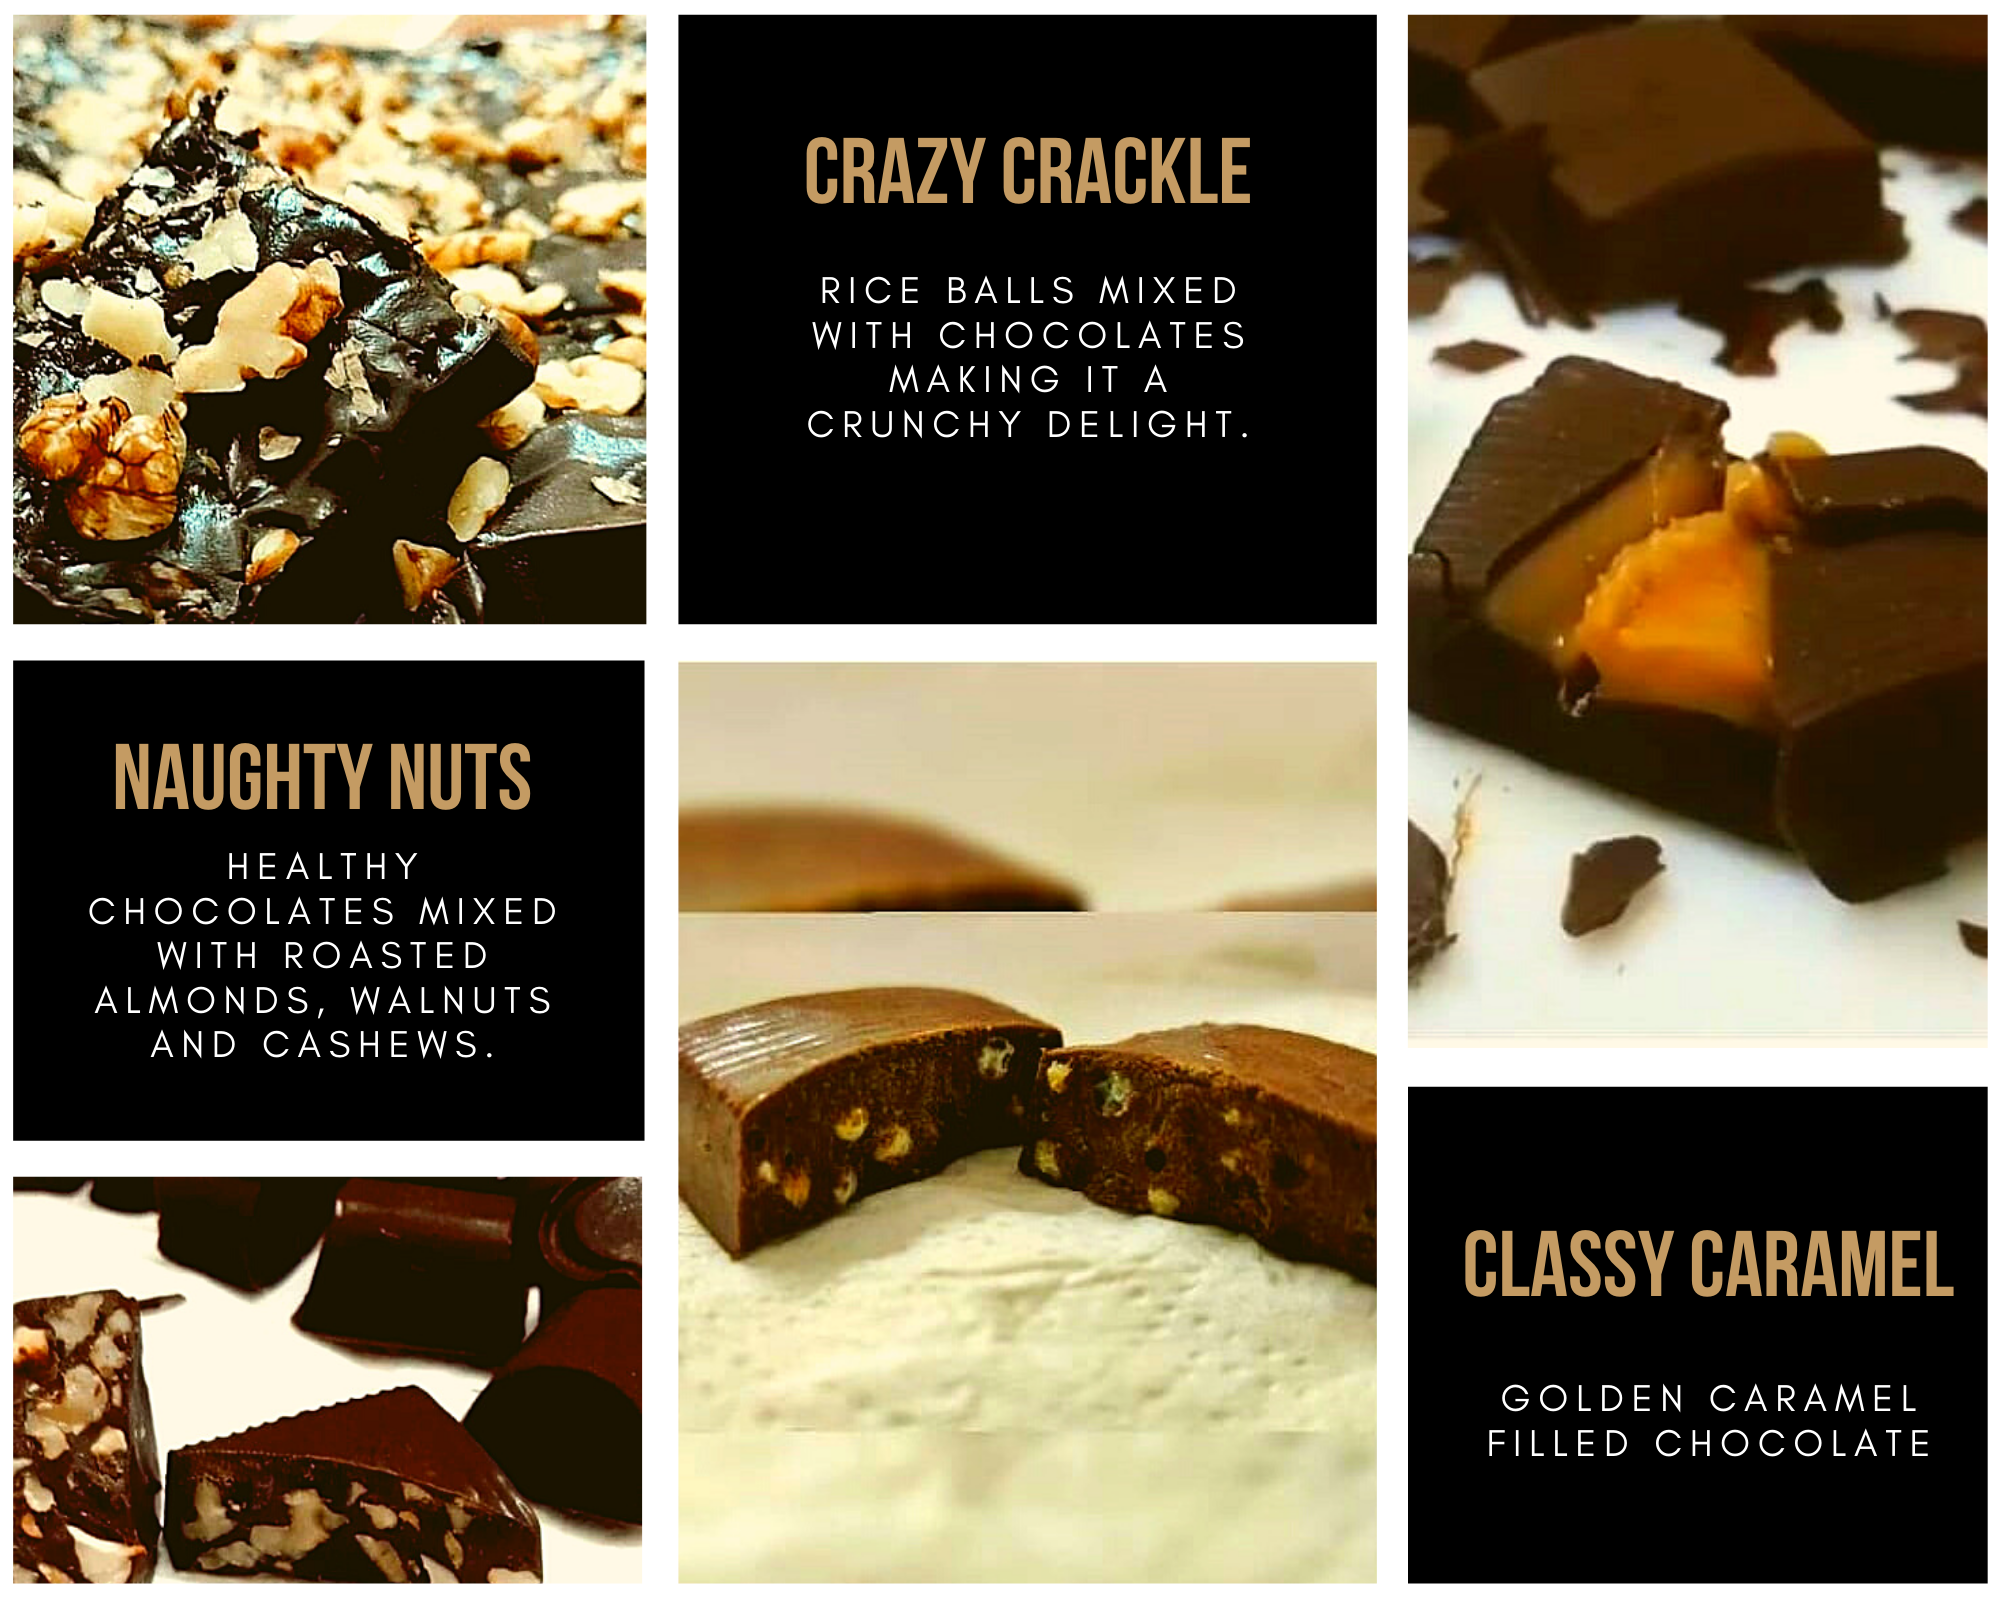 CRAZY CRACKLE
RICE BALLS MIXED
WITH CHOCOLATES
MAKING IT A
CRUNCHY DELIGHT.
NAUGHTY NUTS
HEALTHY
CHOCOLATES MIXED
WITH ROASTED
ALMONDS, WALNUTS
AND CASHEWS.
CLASSY CARAMEL
GOLDEN CARAMEL
FILLED CHOCOLATE